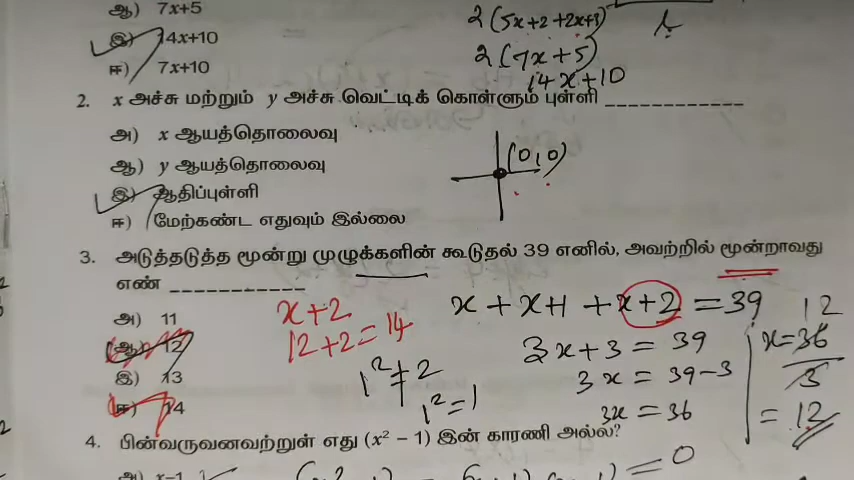 ஆ) 7x+5
2(5x+2+2x+3)
இ) 14x+10
2(7x+5)
ஈ) 7x+10
14x+10
2. x அச்சு மற்றும் y அச்சு வெட்டிக் கொள்ளும் புள்ளி ____________
அ) x ஆயத்தொலைவு
ஆ) y ஆயத்தொலைவு
(0,0)
இ) ஆதிப்புள்ளி
ஈ) மேற்கண்ட எதுவும் இல்லை
3. அடுத்தடுத்த மூன்று முழுக்களின் கூடுதல் 39 எனில், அவற்றில் மூன்றாவது
எண் ____________
x+2
x+x+1+x+2=39
12
அ) 11
12+2=14
3x+3=39
x=36/3
ஆ) 12
1²+2
3x=39-3
இ) 13
1²=1
3x=36
=12
ஈ) 14
4. பின்வருவனவற்றுள் எது (x² − 1) இன் காரணி அல்ல?
அ) x−1
=0